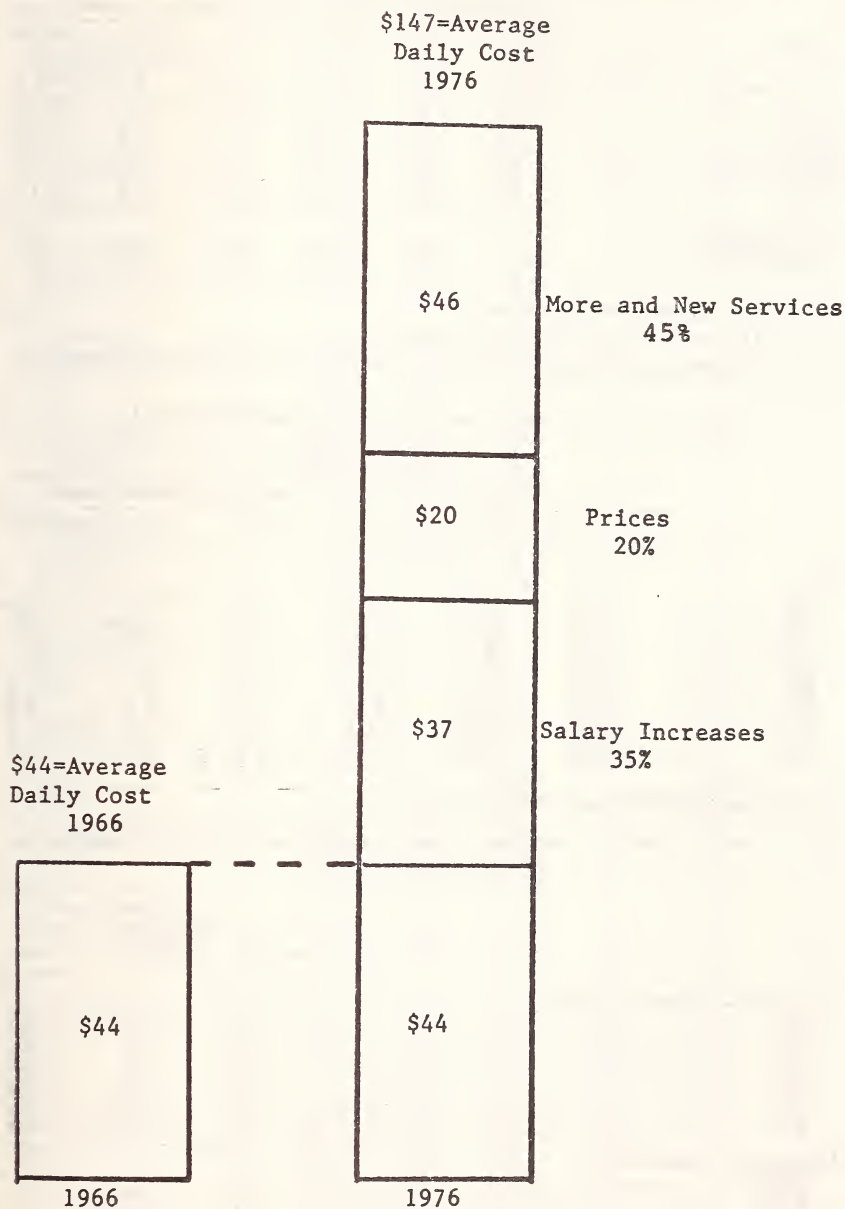 $147=Average
Daily Cost
1976
$46
More and New Services
45%
$20
Prices
20%
$37
Salary Increases
35%
$44=Average
Daily Cost
1966
$44
$44
1966
1976